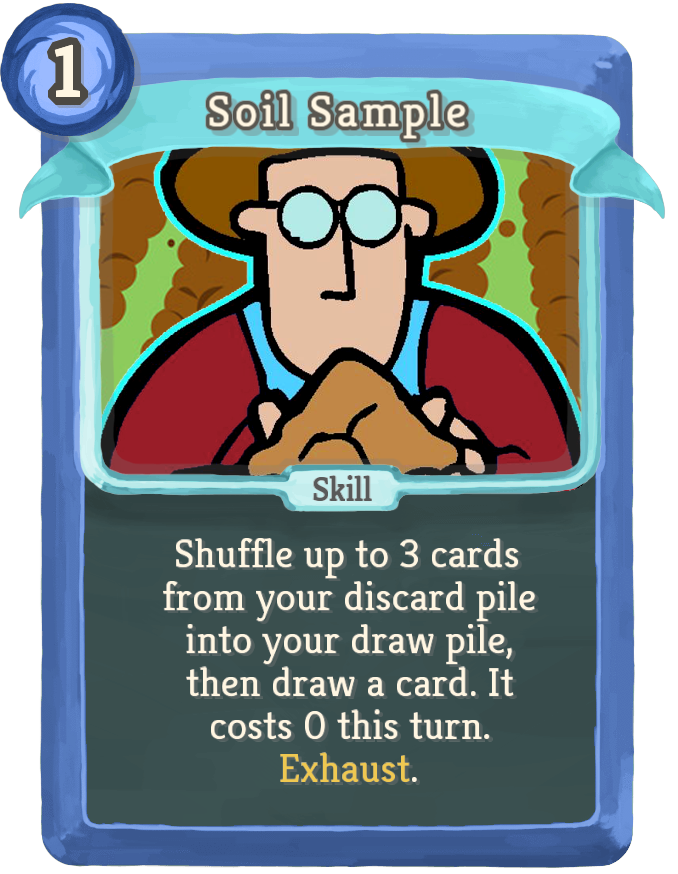 1
Soil Sample
Skill
Shuffle up to 3 cards
from your discard pile
into your draw pile,
then draw a card. It
costs 0 this turn.
Exhaust.